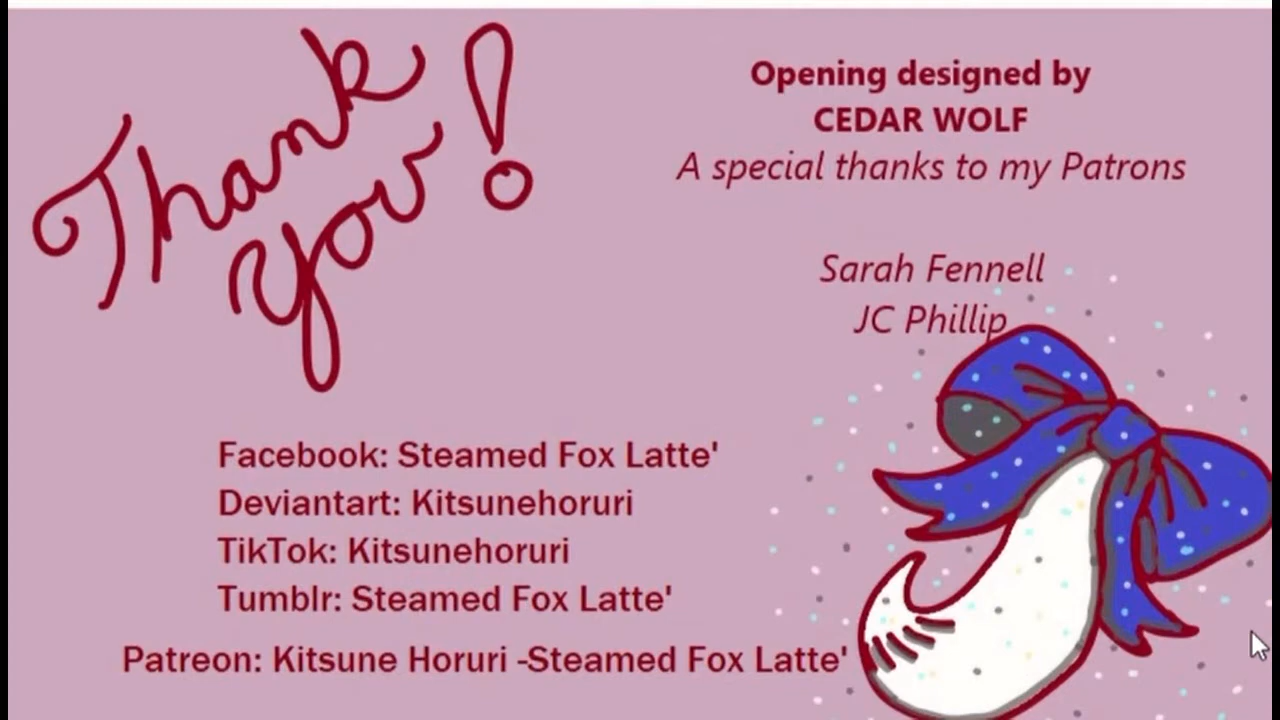 Thank
You!
Opening designed by
CEDAR WOLF
A special thanks to my Patrons
Sarah Fennell
JC Phillip
Facebook: Steamed Fox Latte'
Deviantart: Kitsunehoruri
TikTok: Kitsunehoruri
Tumblr: Steamed Fox Latte'
Patreon: Kitsune Horuri -Steamed Fox Latte'